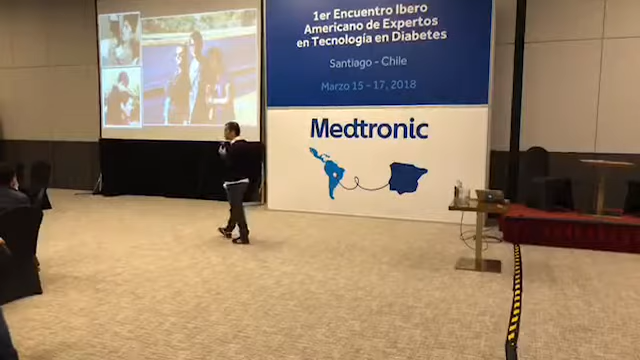 1er Encuentro Ibero
Americano de Expertos
en Tecnología en Diabetes
Santiago - Chile
Marzo 15 - 17, 2018
Medtronic